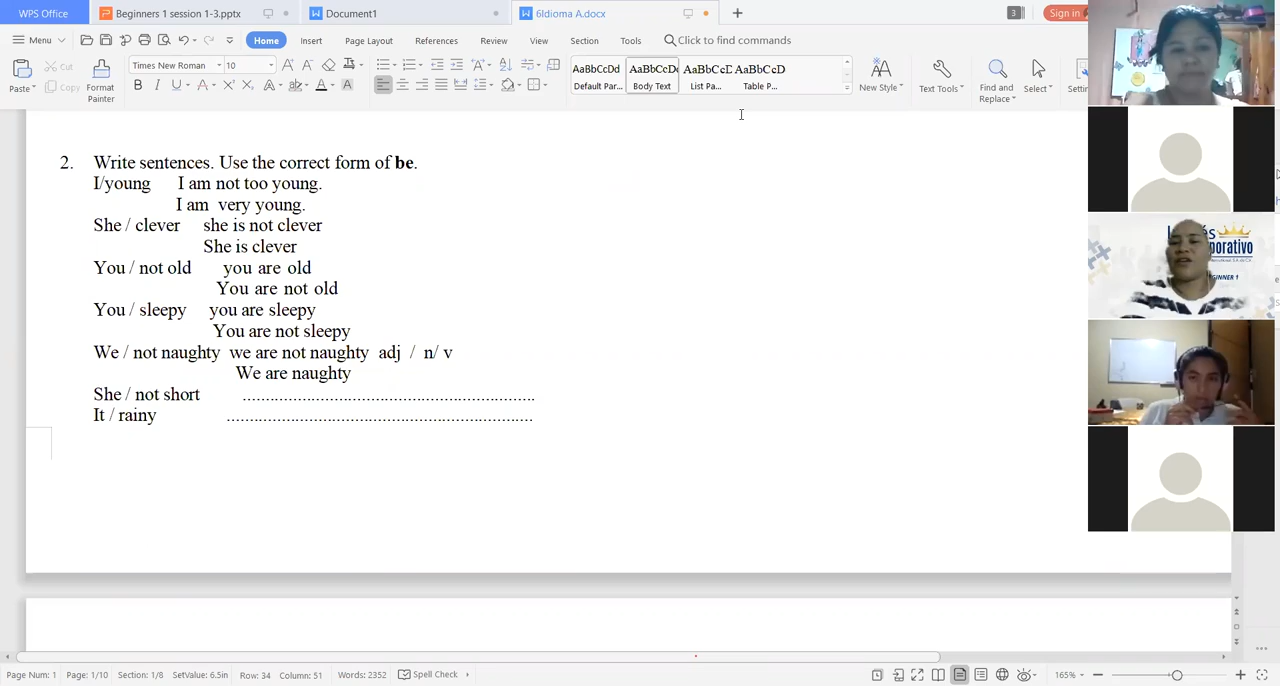 WPS Office Beginners 1 session 1-3.pptx Document1 6Idioma A.docx 3 Sign in
Menu Home Insert Page Layout References Review View Section Tools Click to find commands
Paste Cut Copy Format Painter Times New Roman 10 AaBbCcDd Default Par... AaBbCcD Body Text AaBbCcD List Pa... AaBbCcD Table P... New Style Text Tools Find and Replace Select
2. Write sentences. Use the correct form of be.
I/young I am not too young.
I am very young.
She / clever she is not clever
She is clever
You / not old you are old
You are not old
You / sleepy you are sleepy
You are not sleepy
We / not naughty we are not naughty adj / n/ v
We are naughty
She / not short ..........................................................
It / rainy ..........................................................
Page Num: 1 Page: 1/10 Section: 1/8 SetValue: 6.5in Row: 34 Column: 51 Words: 2352 Spell Check 165%